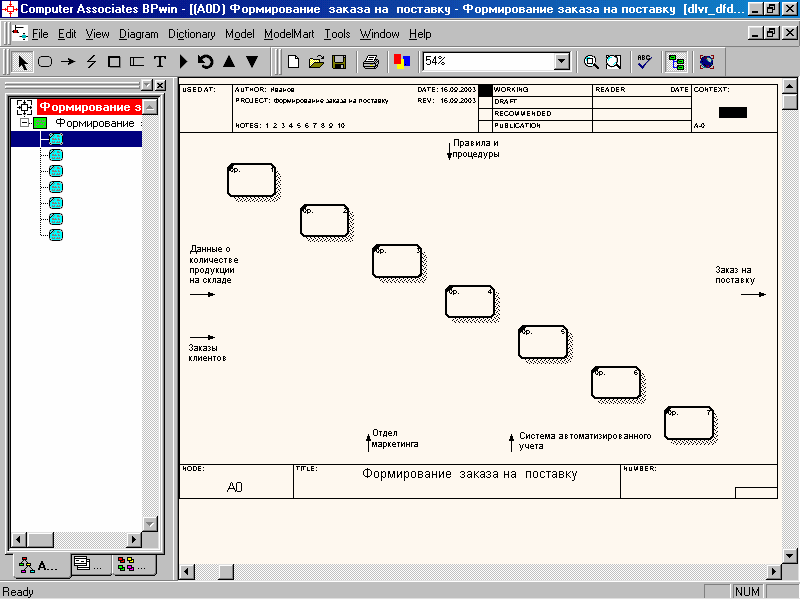 Computer Associates BPwin - [(A0D) Формирование заказа на поставку - Формирование заказа на поставку [dlvr_dfd...
File Edit View Diagram Dictionary Model ModelMart Tools Window Help
54%
ABC
Формирование з
Формирование
USED AT:
AUTHOR: Иванов
DATE: 16.09.2003
WORKING
READER
DATE
CONTEXT:
PROJECT: Формирование заказа на поставку
REV: 16.09.2003
DRAFT
RECOMMENDED
NOTES: 1 2 3 4 5 6 7 8 9 10
PUBLICATION
A-0
Правила и
процедуры
0р. 1
0р. 2
0р. 3
0р. 4
0р. 5
0р. 6
0р. 7
Данные о
количестве
продукции
на складе
Заказ на
поставку
Заказы
клиентов
Отдел
маркетинга
Система автоматизированного
учета
NODE:
TITLE:
NUMBER:
A0
Формирование заказа на поставку
A...
...
...
Ready
NUM